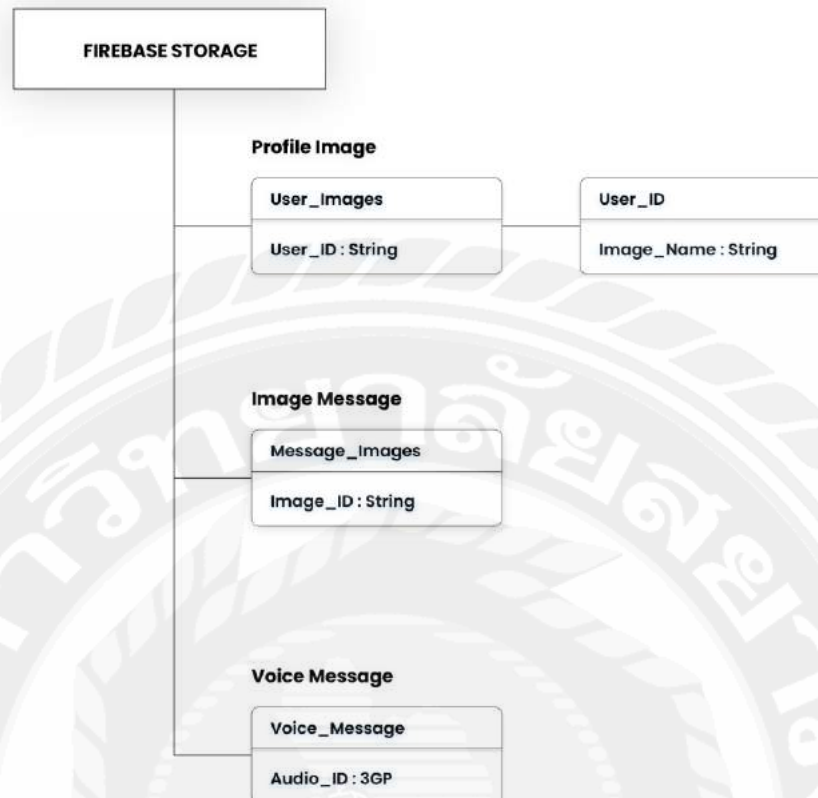 FIREBASE STORAGE
Profile Image
User_Images
User_ID : String
User_ID
Image_Name : String
Image Message
Message_Images
Image_ID : String
Voice Message
Voice_Message
Audio_ID : 3GP